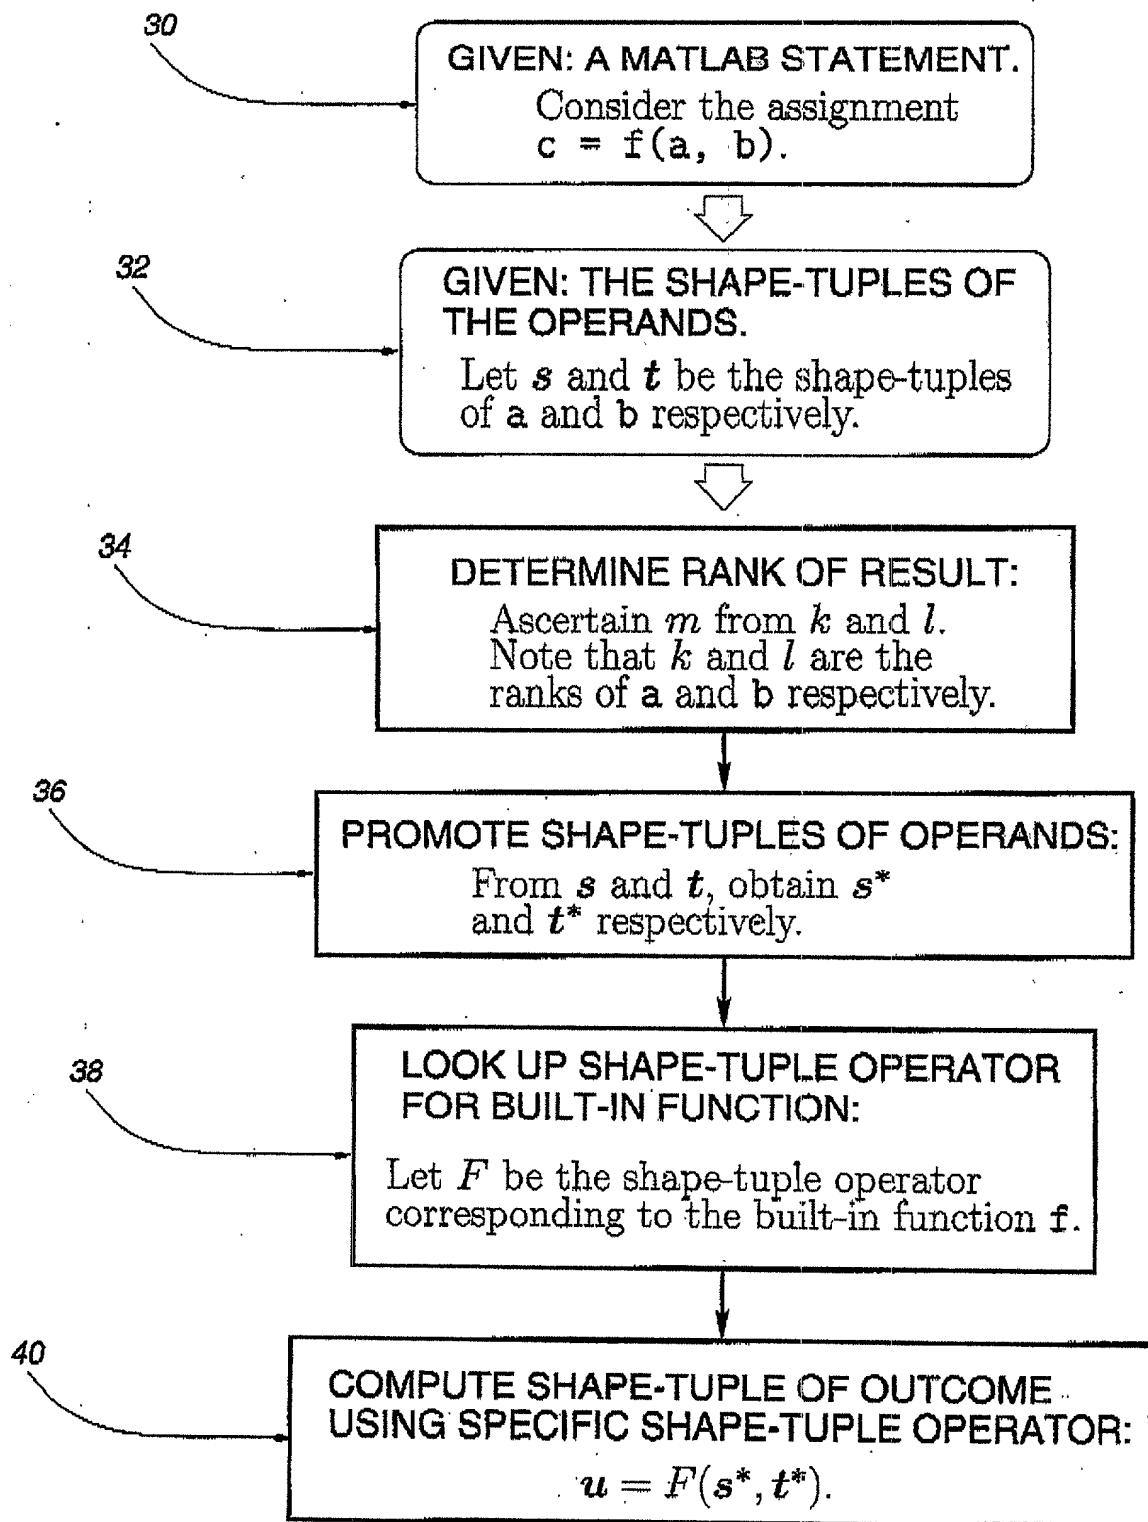 30
GIVEN: A MATLAB STATEMENT.
Consider the assignment
c = f(a, b).
32
GIVEN: THE SHAPE-TUPLES OF
THE OPERANDS.
Let s and t be the shape-tuples
of a and b respectively.
34
DETERMINE RANK OF RESULT:
Ascertain m from k and l.
Note that k and l are the
ranks of a and b respectively.
36
PROMOTE SHAPE-TUPLES OF OPERANDS:
From s and t, obtain s*
and t* respectively.
38
LOOK UP SHAPE-TUPLE OPERATOR
FOR BUILT-IN FUNCTION:
Let F be the shape-tuple operator
corresponding to the built-in function f.
40
COMPUTE SHAPE-TUPLE OF OUTCOME
USING SPECIFIC SHAPE-TUPLE OPERATOR:
u = F(s*, t*).